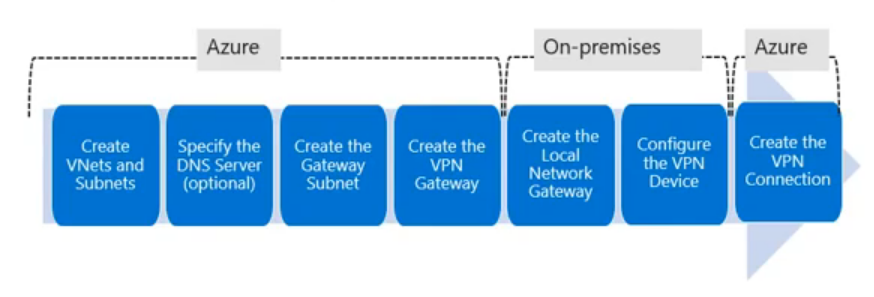 Azure
On-premises
Azure
Create
VNets and
Subnets
Specify the
DNS Server
(optional)
Create the
Gateway
Subnet
Create the
VPN
Gateway
Create the
Local
Network
Gateway
Configure
the VPN
Device
Create the
VPN
Connection